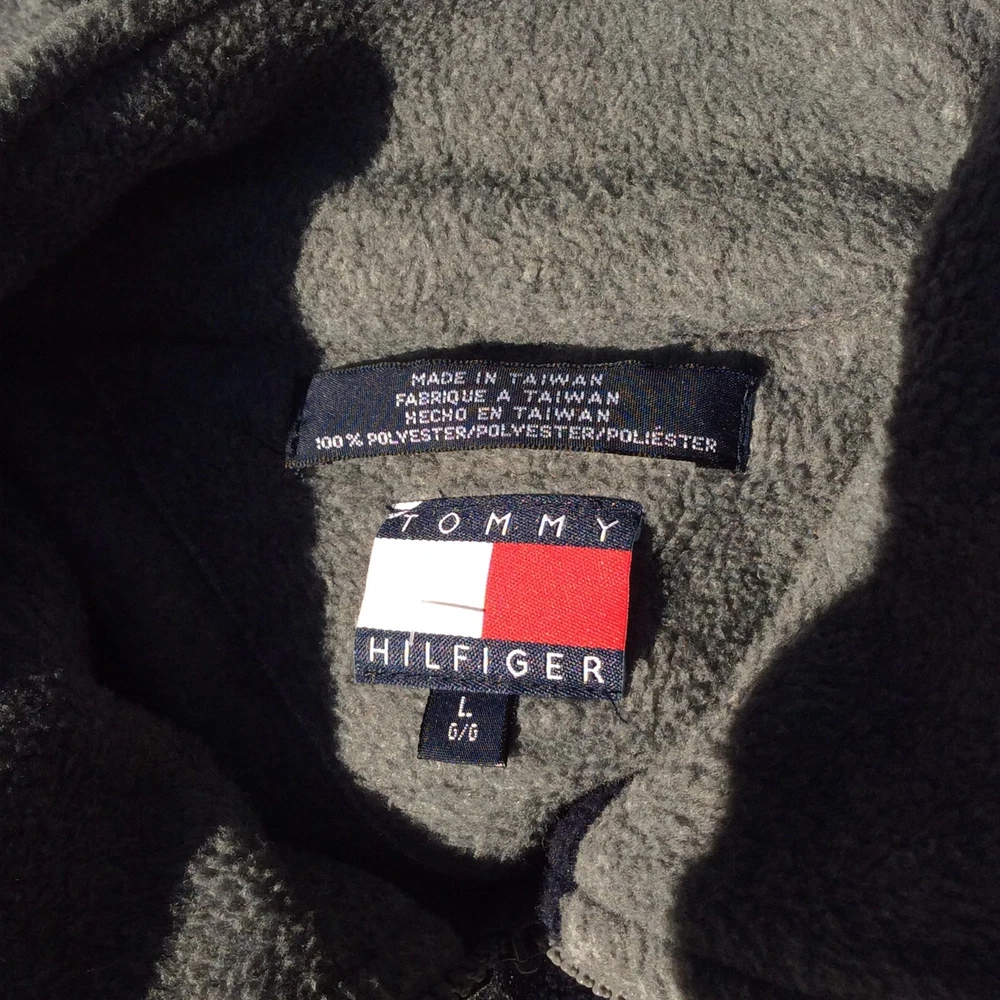 MADE IN TAIWAN
FABRIQUE A TAIWAN
HECHO EN TAIWAN
100% POLYESTER/POLYESTER/POLIÉSTER
TOMMY
HILFIGER
L
G/G